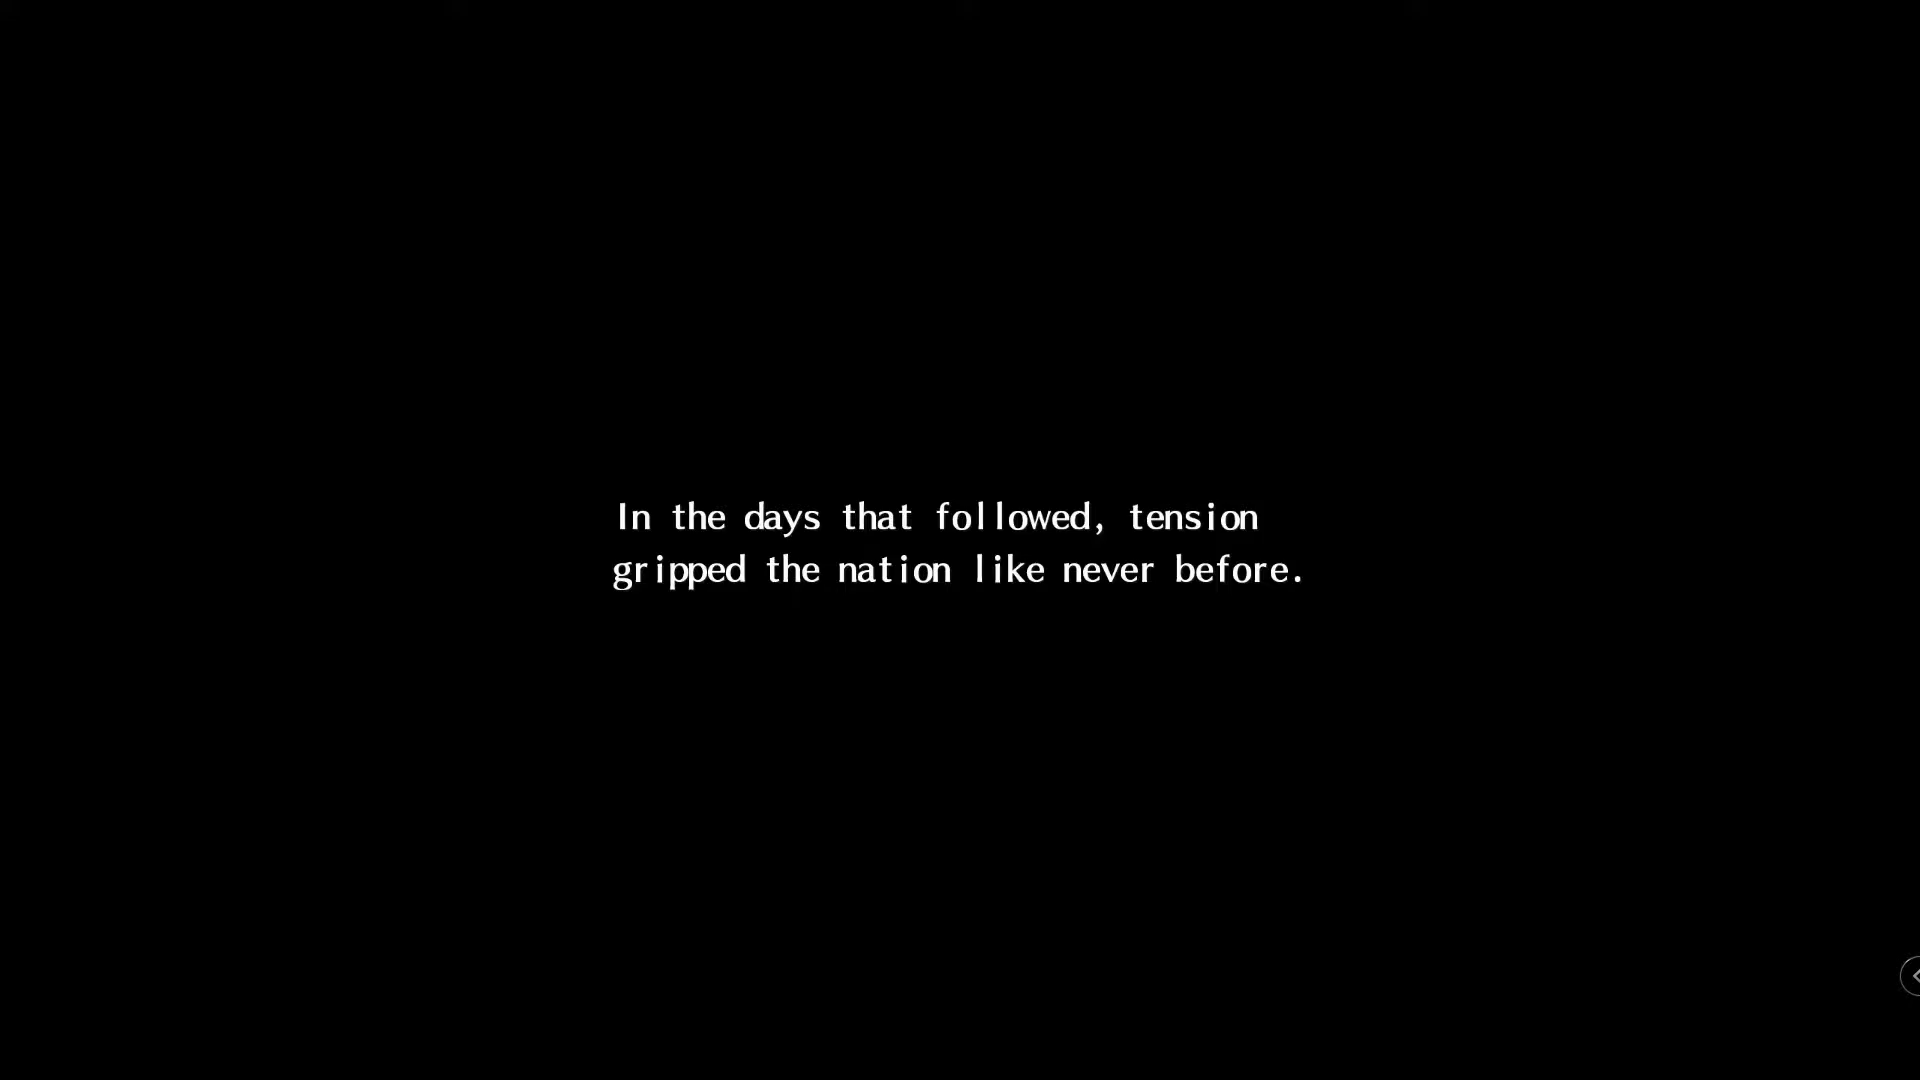 In the days that followed, tension
gripped the nation like never before.